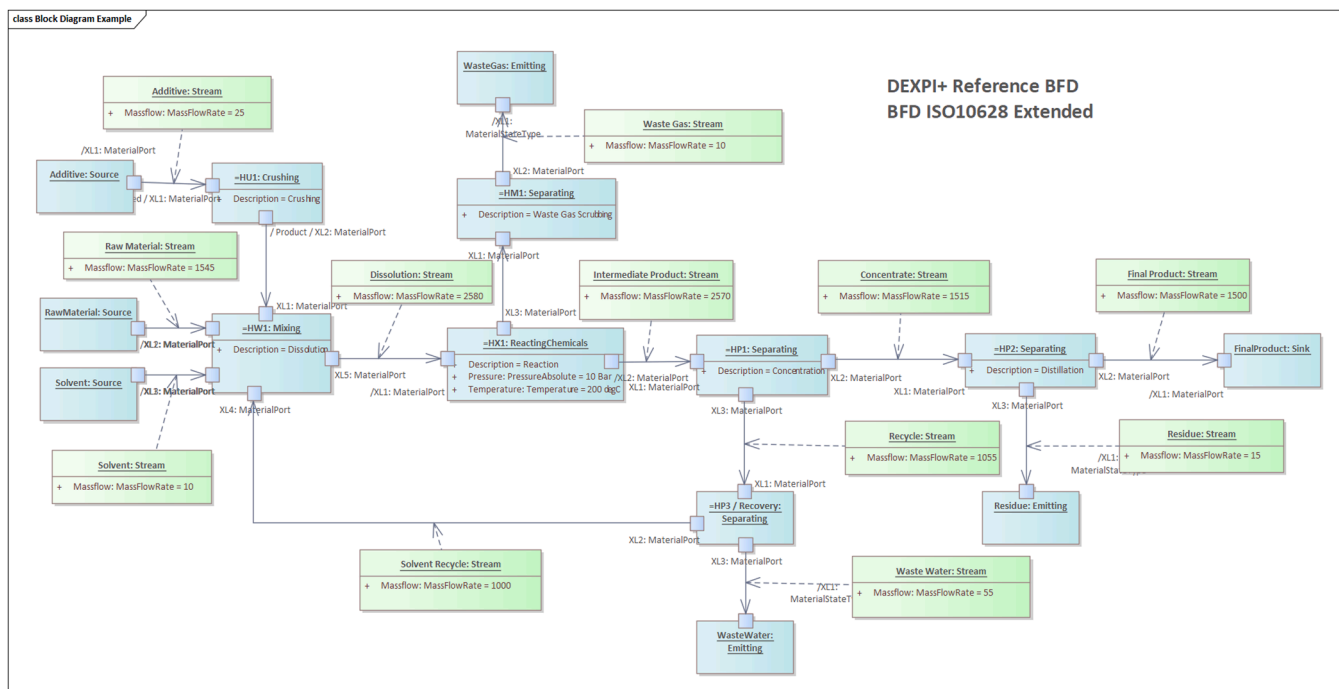 class Block Diagram Example
DEXPI+ Reference BFD
BFD ISO10628 Extended
WasteGas: Emitting
/XL1:
MaterialStateType
Additive: Stream
+ Massflow: MassFlowRate = 25
Waste Gas: Stream
+ Massflow: MassFlowRate = 10
/XL1: MaterialPort
Additive: Source
=HU1: Crushing
+ Description = Crushing
ed / XL1: MaterialPort
/ Product / XL2: MaterialPort
XL2: MaterialPort
=HM1: Separating
+ Description = Waste Gas Scrubbing
XL1: MaterialPort
Raw Material: Stream
+ Massflow: MassFlowRate = 1545
Dissolution: Stream
+ Massflow: MassFlowRate = 2580
Intermediate Product: Stream
+ Massflow: MassFlowRate = 2570
Concentrate: Stream
+ Massflow: MassFlowRate = 1515
Final Product: Stream
+ Massflow: MassFlowRate = 1500
XL1: MaterialPort
XL3: MaterialPort
RawMaterial: Source
/XL2: MaterialPort
=HW1: Mixing
+ Description = Dissolution
XL5: MaterialPort
/XL1: MaterialPort
=HX1: ReactingChemicals
+ Description = Reaction
+ Pressure: PressureAbsolute = 10 Bar
+ Temperature: Temperature = 200 degC
/XL2: MaterialPort
XL1: MaterialPort
=HP1: Separating
+ Description = Concentration
XL2: MaterialPort
XL1: MaterialPort
=HP2: Separating
+ Description = Distillation
XL2: MaterialPort
/XL1: MaterialPort
FinalProduct: Sink
Solvent: Source
/XL3: MaterialPort
XL4: MaterialPort
XL3: MaterialPort
XL3: MaterialPort
Solvent: Stream
+ Massflow: MassFlowRate = 10
Recycle: Stream
+ Massflow: MassFlowRate = 1055
Residue: Stream
+ Massflow: MassFlowRate = 15
/XL1:
MaterialSta
XL1: MaterialPort
=HP3 / Recovery:
Separating
XL2: MaterialPort
XL3: MaterialPort
Residue: Emitting
Solvent Recycle: Stream
+ Massflow: MassFlowRate = 1000
Waste Water: Stream
+ Massflow: MassFlowRate = 55
/XL1:
MaterialStateT
WasteWater:
Emitting